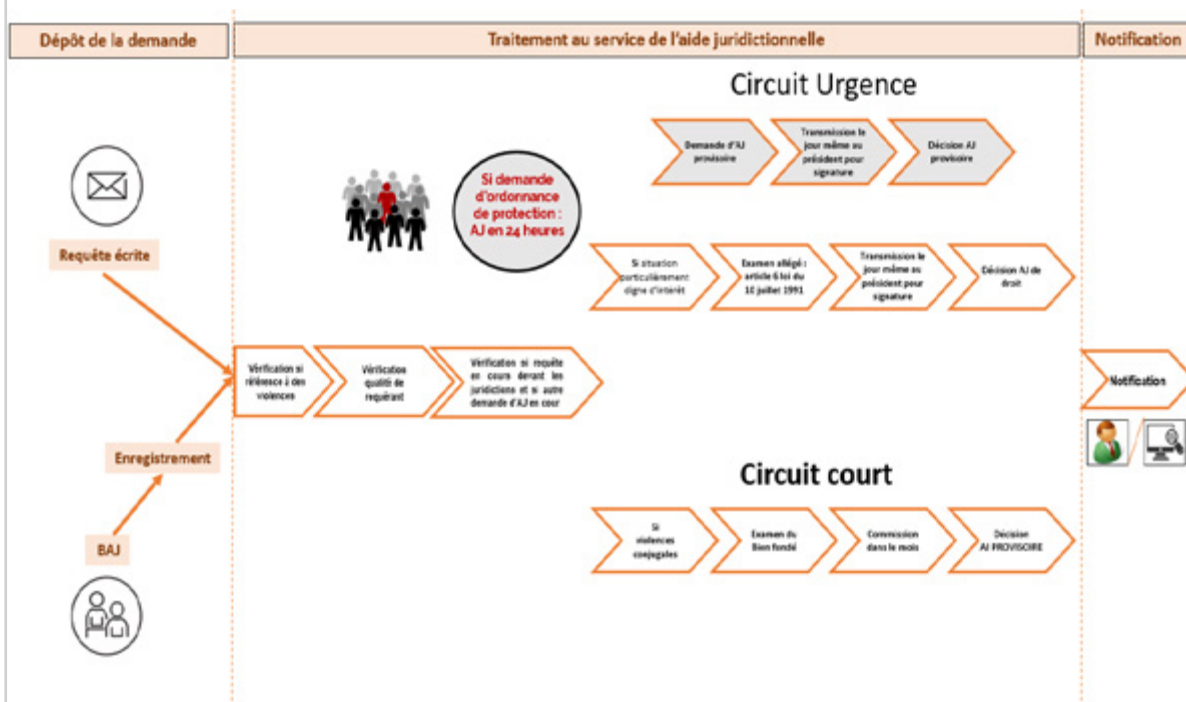 Dépôt de la demande
Traitement au service de l'aide juridictionnelle
Notification
Circuit Urgence
Demande d'AJ
provisoire
Transmission le
jour même au
président pour
signature
Décision AJ
provisoire
Si demande
d'ordonnance
de protection :
AJ en 24 heures
Requête écrite
Si situation
particulièrement
digne d'intérêt
Examen allégé :
article 6 loi du
10 juillet 1991
Transmission le
jour même au
président pour
signature
Décision AJ de
droit
Vérification si
référence à des
violences
Vérification
qualité de
requérant
Vérification si requête
en cours devant les
juridictions et si autre
demande d'AJ en cour
Notification
Enregistrement
Circuit court
Si
violences
conjugales
Examen du
Bien fondé
Commission
dans le mois
Décision
AJ PROVISOIRE
BAJ